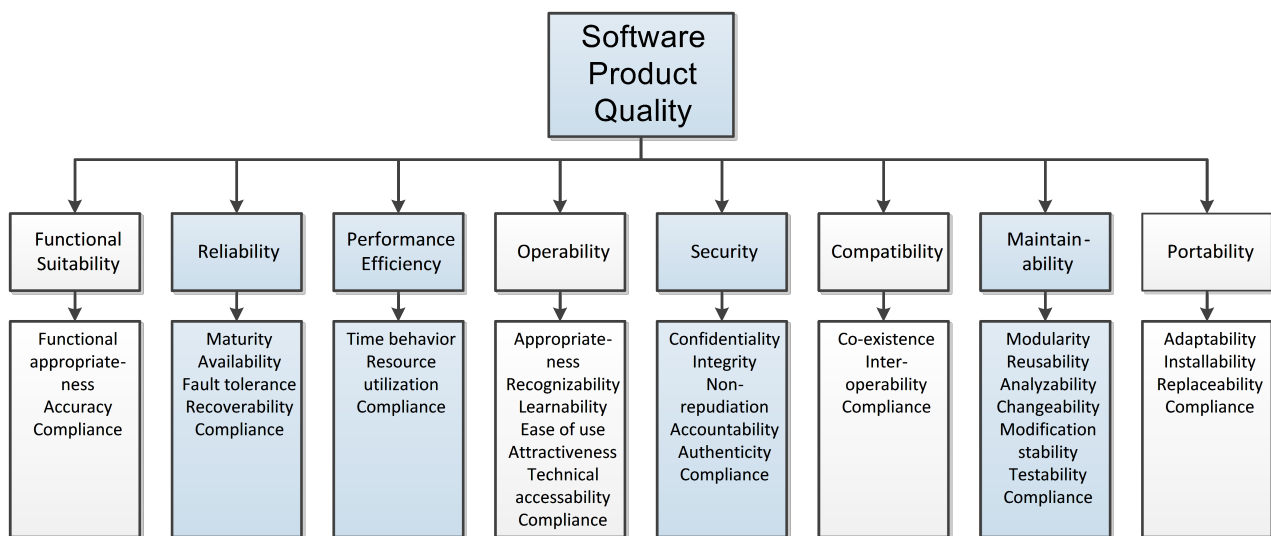 Software
Product
Quality
Functional
Suitability
Reliability
Performance
Efficiency
Operability
Security
Compatibility
Maintain-
ability
Portability
Functional
appropriate-
ness
Accuracy
Compliance
Maturity
Availability
Fault tolerance
Recoverability
Compliance
Time behavior
Resource
utilization
Compliance
Appropriate-
ness
Recognizability
Learnability
Ease of use
Attractiveness
Technical
accessability
Compliance
Confidentiality
Integrity
Non-
repudiation
Accountability
Authenticity
Compliance
Co-existence
Inter-
operability
Compliance
Modularity
Reusability
Analyzability
Changeability
Modification
stability
Testability
Compliance
Adaptability
Installability
Replaceability
Compliance